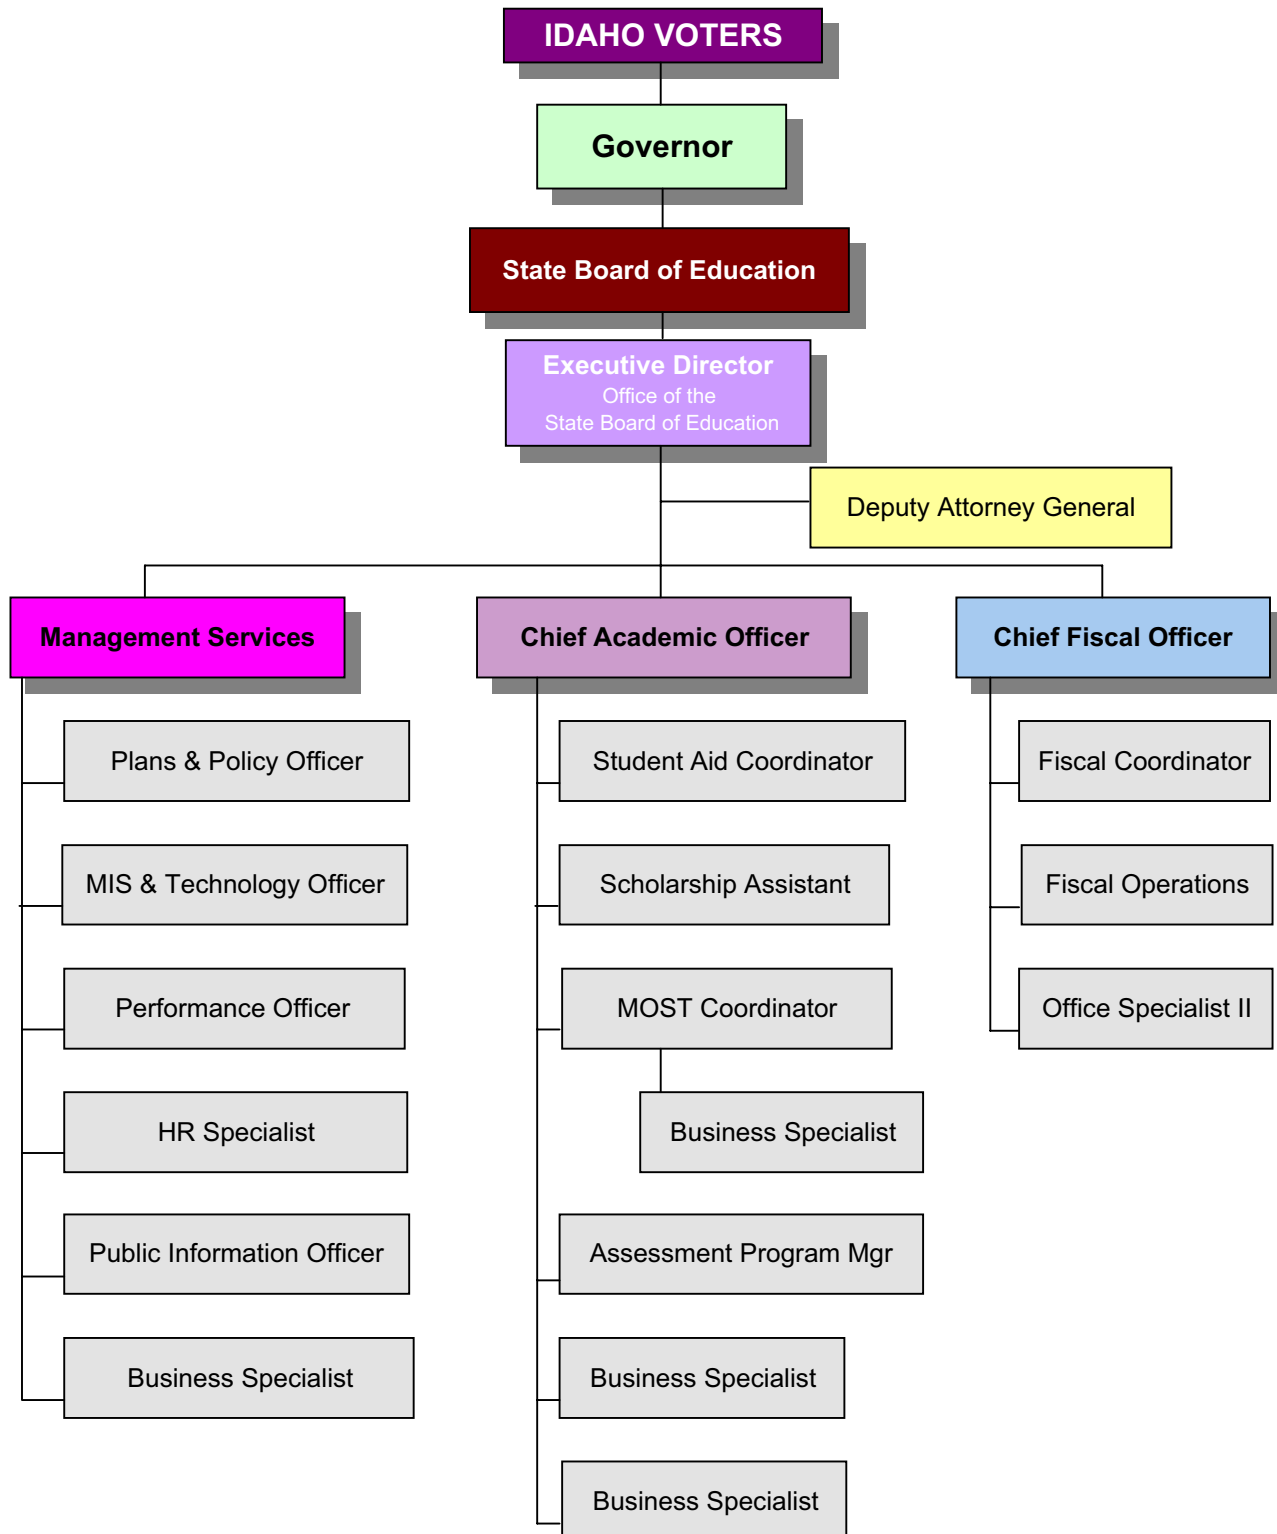 IDAHO VOTERS
Governor
State Board of Education
Executive Director
Office of the
State Board of Education
Deputy Attorney General
Management Services
Plans & Policy Officer
MIS & Technology Officer
Performance Officer
HR Specialist
Public Information Officer
Business Specialist
Chief Academic Officer
Student Aid Coordinator
Scholarship Assistant
MOST Coordinator
Business Specialist
Assessment Program Mgr
Business Specialist
Business Specialist
Chief Fiscal Officer
Fiscal Coordinator
Fiscal Operations
Office Specialist II